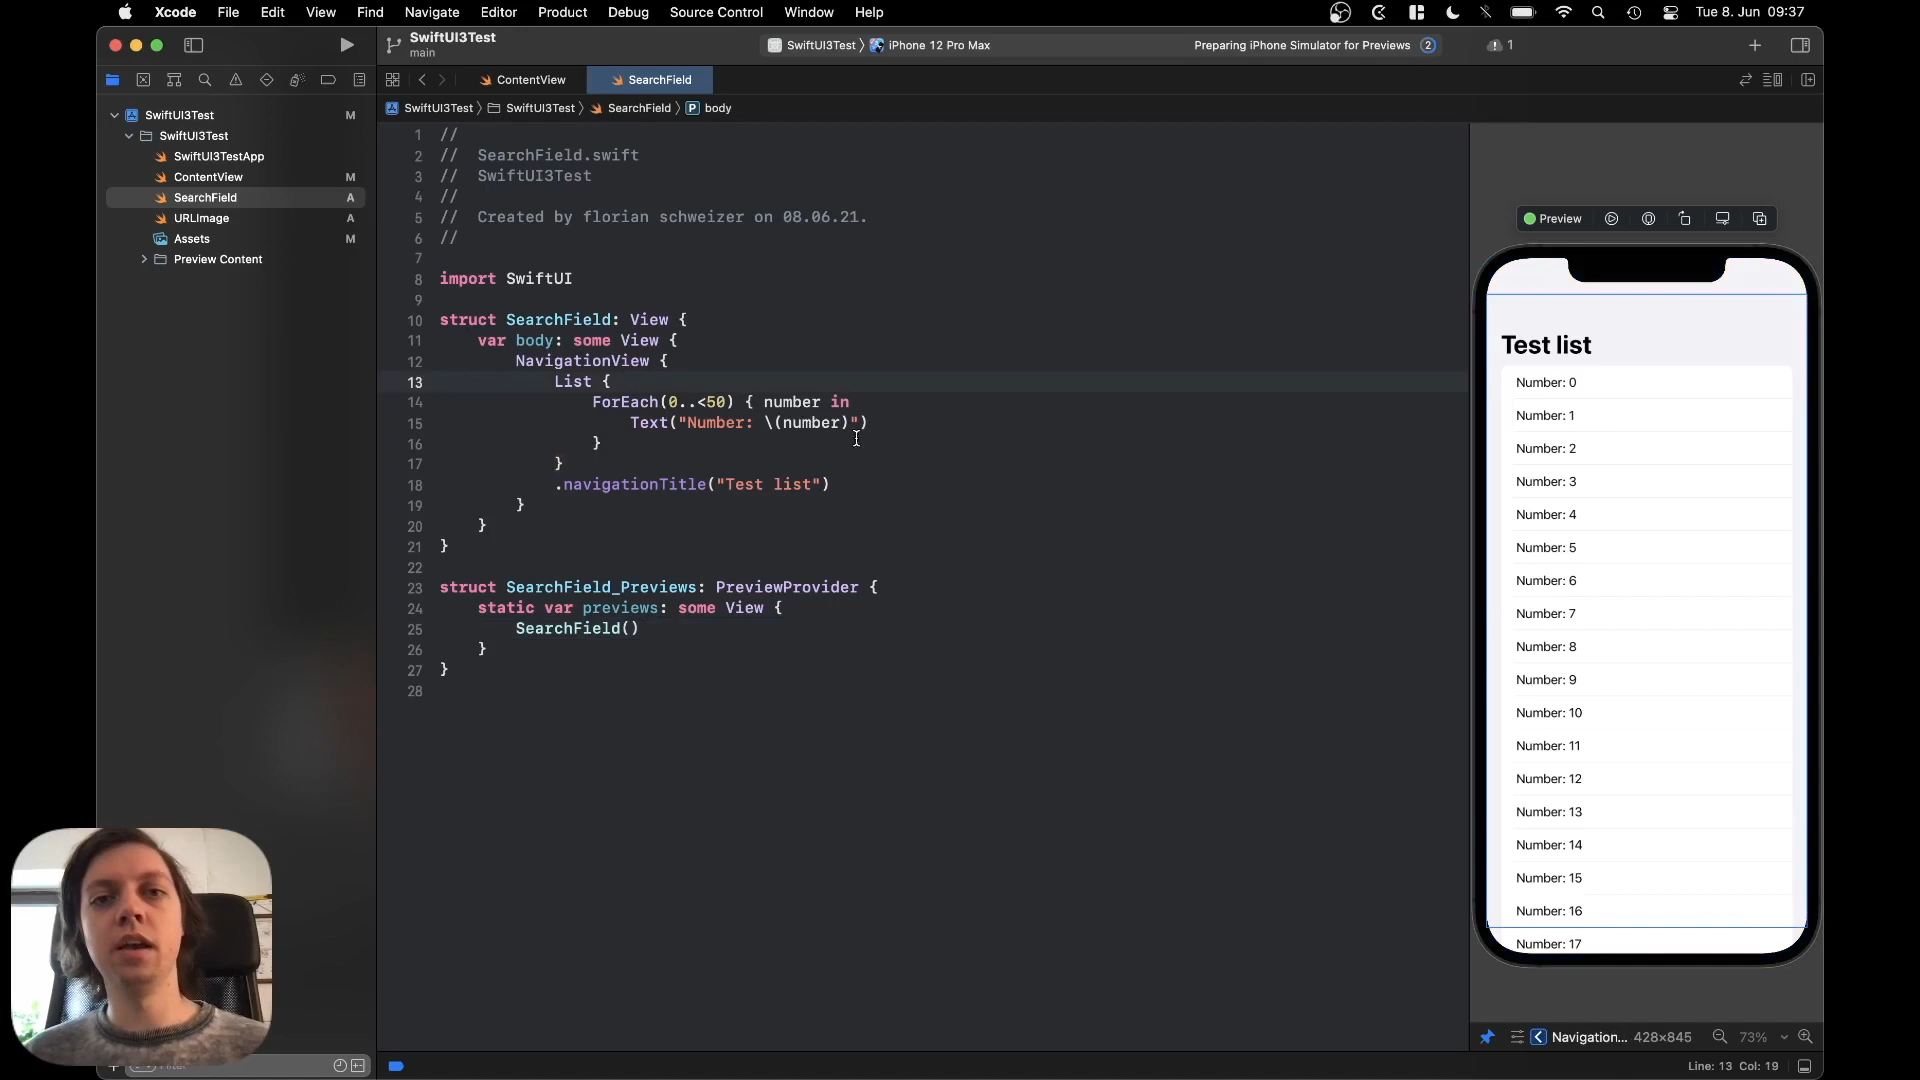 Xcode File Edit View Find Navigate Editor Product Debug Source Control Window Help Tue 8. Jun 09:37
SwiftUI3Test
main
SwiftUI3Test iPhone 12 Pro Max
Preparing iPhone Simulator for Previews 2
1
ContentView
SearchField
SwiftUI3Test SwiftUI3Test SearchField P body
SwiftUI3Test M
SwiftUI3Test
SwiftUI3TestApp
ContentView M
SearchField A
URLImage A
Assets M
Preview Content
1 //
2 // SearchField.swift
3 // SwiftUI3Test
4 //
5 // Created by florian schweizer on 08.06.21.
6 //
7
8 import SwiftUI
9
10 struct SearchField: View {
11 var body: some View {
12 NavigationView {
13 List {
14 ForEach(0..<50) { number in
15 Text("Number: \(number)")
16 }
17 }
18 .navigationTitle("Test list")
19 }
20 }
21 }
22
23 struct SearchField_Previews: PreviewProvider {
24 static var previews: some View {
25 SearchField()
26 }
27 }
28
Preview
Test list
Number: 0
Number: 1
Number: 2
Number: 3
Number: 4
Number: 5
Number: 6
Number: 7
Number: 8
Number: 9
Number: 10
Number: 11
Number: 12
Number: 13
Number: 14
Number: 15
Number: 16
Number: 17
Navigation... 428×845 73%
Line: 13 Col: 19